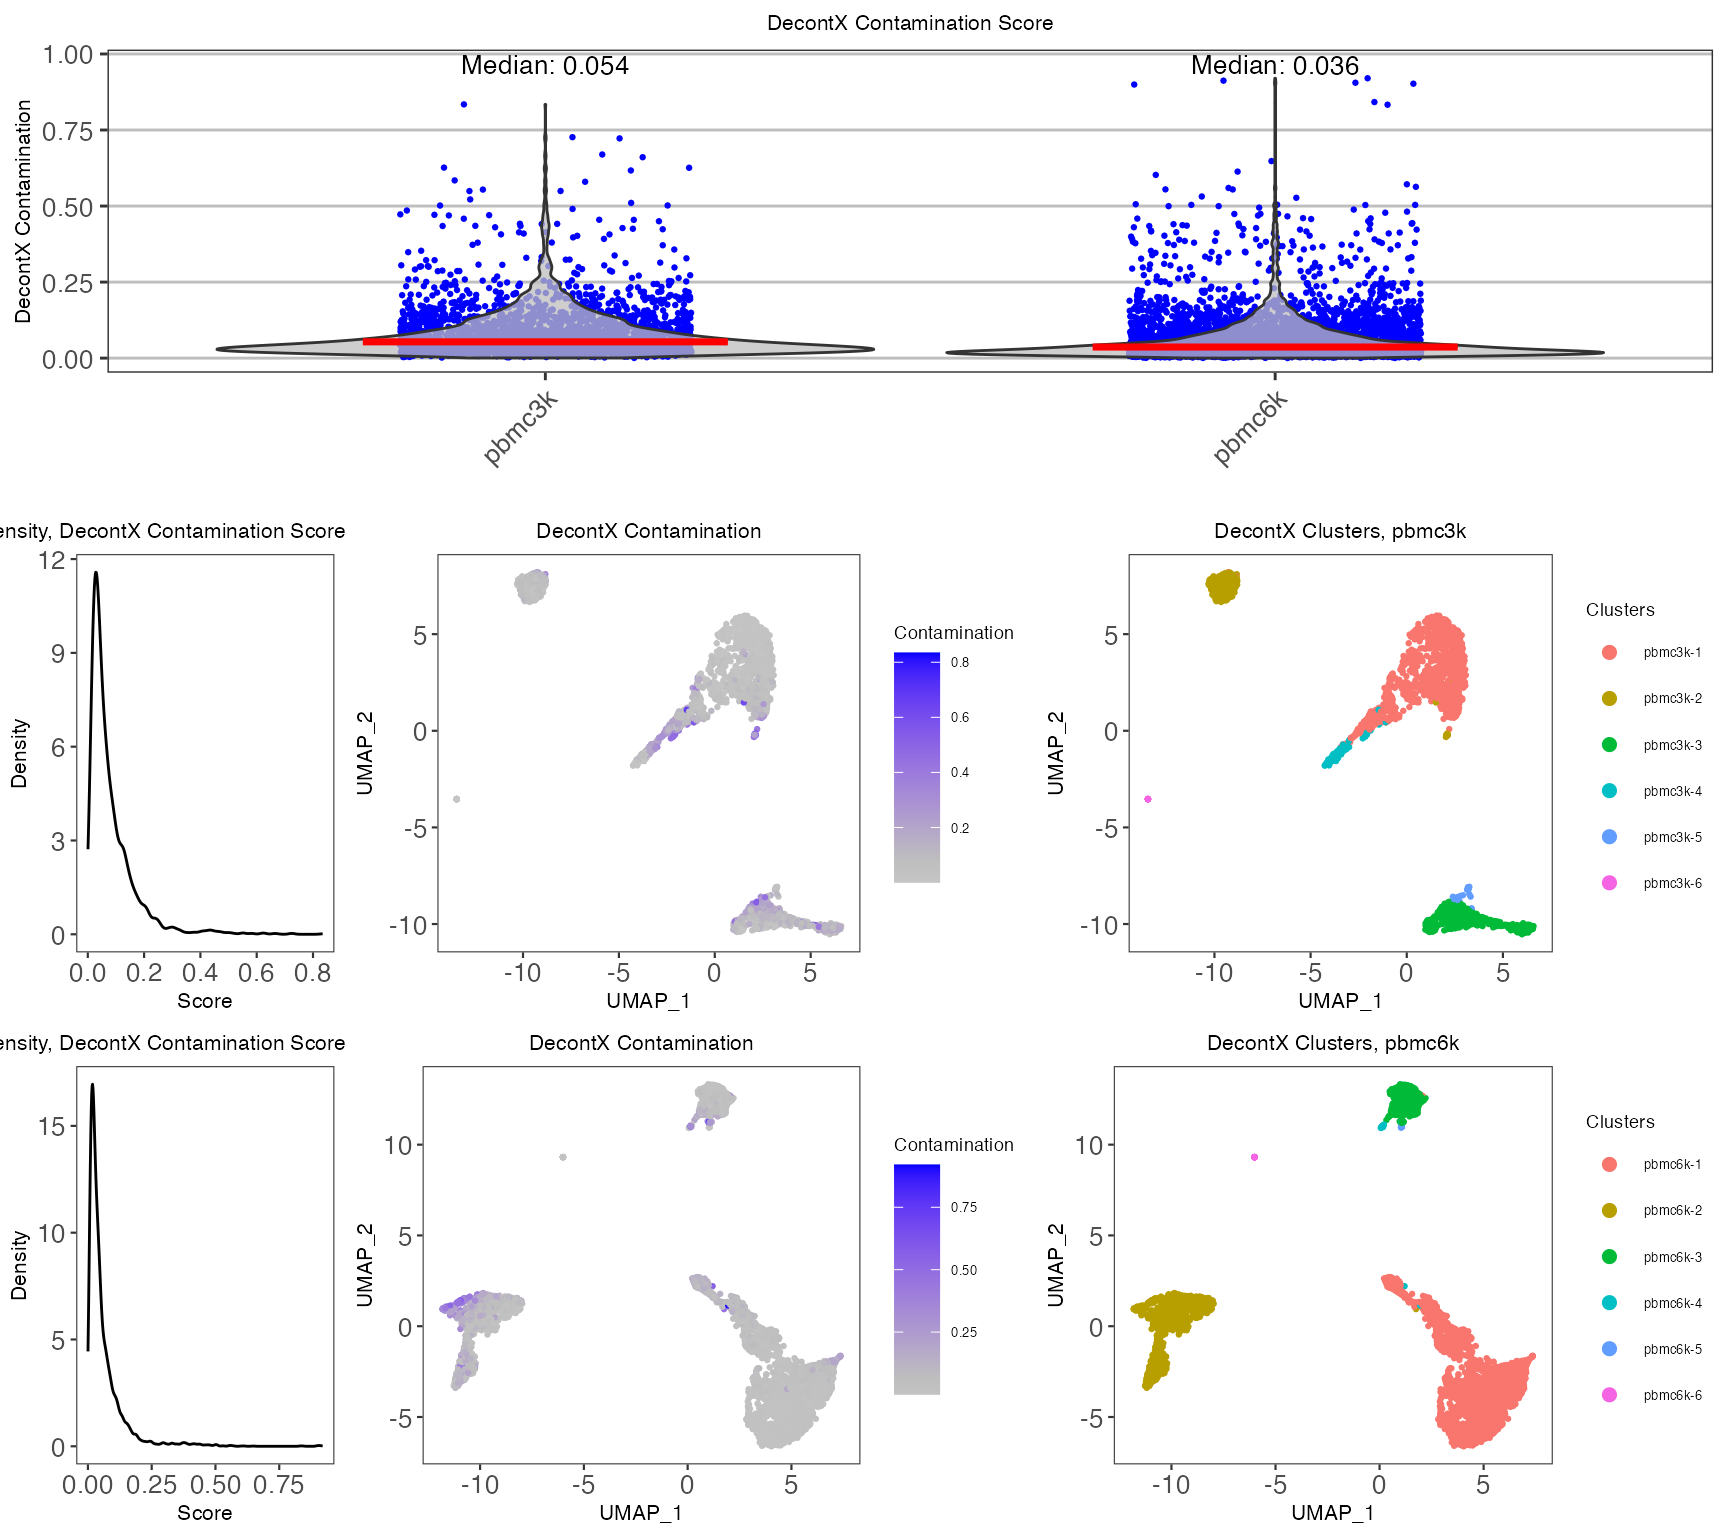 DecontX Contamination Score
DecontX Contamination
1.00
0.75
0.50
0.25
0.00
Median: 0.054
Median: 0.036
pbmc3k
pbmc6k
ensity, DecontX Contamination Score
Density
12
9
6
3
0
0.0 0.2 0.4 0.6 0.8
Score
DecontX Contamination
UMAP_2
5
0
-5
-10
-10 -5 0 5
UMAP_1
Contamination
0.8
0.6
0.4
0.2
DecontX Clusters, pbmc3k
UMAP_2
5
0
-5
-10
-10 -5 0 5
UMAP_1
Clusters
pbmc3k-1
pbmc3k-2
pbmc3k-3
pbmc3k-4
pbmc3k-5
pbmc3k-6
ensity, DecontX Contamination Score
Density
15
10
5
0
0.00 0.25 0.50 0.75
Score
DecontX Contamination
UMAP_2
10
5
0
-5
-10 -5 0 5
UMAP_1
Contamination
0.75
0.50
0.25
DecontX Clusters, pbmc6k
UMAP_2
10
5
0
-5
-10 -5 0 5
UMAP_1
Clusters
pbmc6k-1
pbmc6k-2
pbmc6k-3
pbmc6k-4
pbmc6k-5
pbmc6k-6